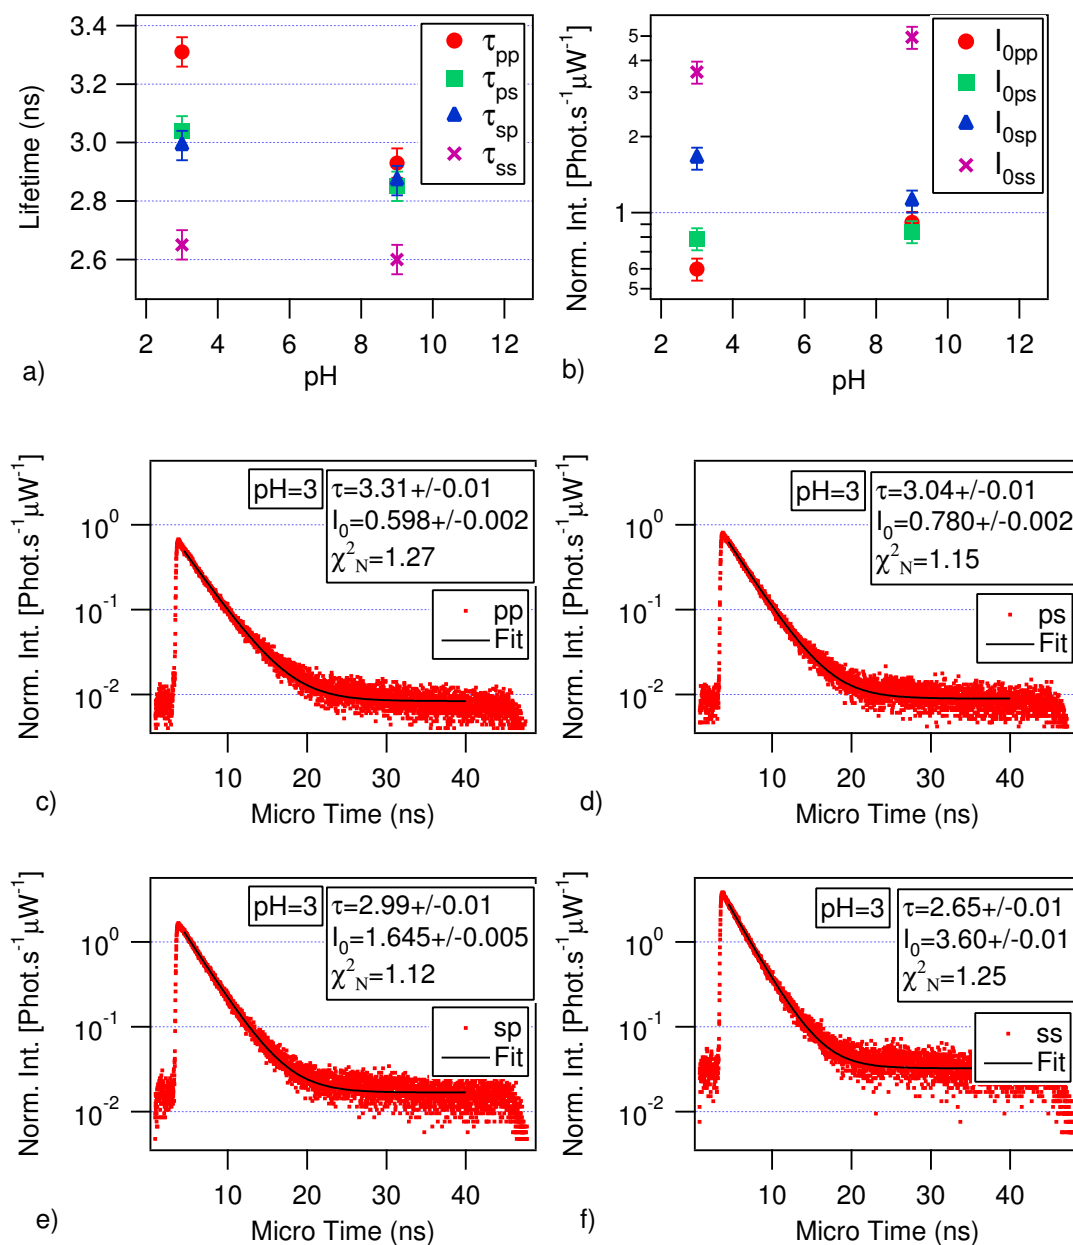 3.4
3.2
3.0
2.8
2.6
Lifetime (ns)
2 4 6 8 10 12
pH
τpp
τps
τsp
τss
a)
5
4
3
2
1
6
5
Norm. Int. [Phot.s⁻¹µW⁻¹]
2 4 6 8 10 12
pH
I0pp
I0ps
I0sp
I0ss
b)
Norm. Int. [Phot.s⁻¹µW⁻¹]
10⁰
10⁻¹
10⁻²
pH=3
τ=3.31+/-0.01
I₀=0.598+/-0.002
χ²N=1.27
pp
Fit
10 20 30 40
Micro Time (ns)
c)
Norm. Int. [Phot.s⁻¹µW⁻¹]
10⁰
10⁻¹
10⁻²
pH=3
τ=3.04+/-0.01
I₀=0.780+/-0.002
χ²N=1.15
ps
Fit
10 20 30 40
Micro Time (ns)
d)
Norm. Int. [Phot.s⁻¹µW⁻¹]
10⁰
10⁻¹
10⁻²
pH=3
τ=2.99+/-0.01
I₀=1.645+/-0.005
χ²N=1.12
sp
Fit
10 20 30 40
Micro Time (ns)
e)
Norm. Int. [Phot.s⁻¹µW⁻¹]
10⁰
10⁻¹
10⁻²
pH=3
τ=2.65+/-0.01
I₀=3.60+/-0.01
χ²N=1.25
ss
Fit
10 20 30 40
Micro Time (ns)
f)